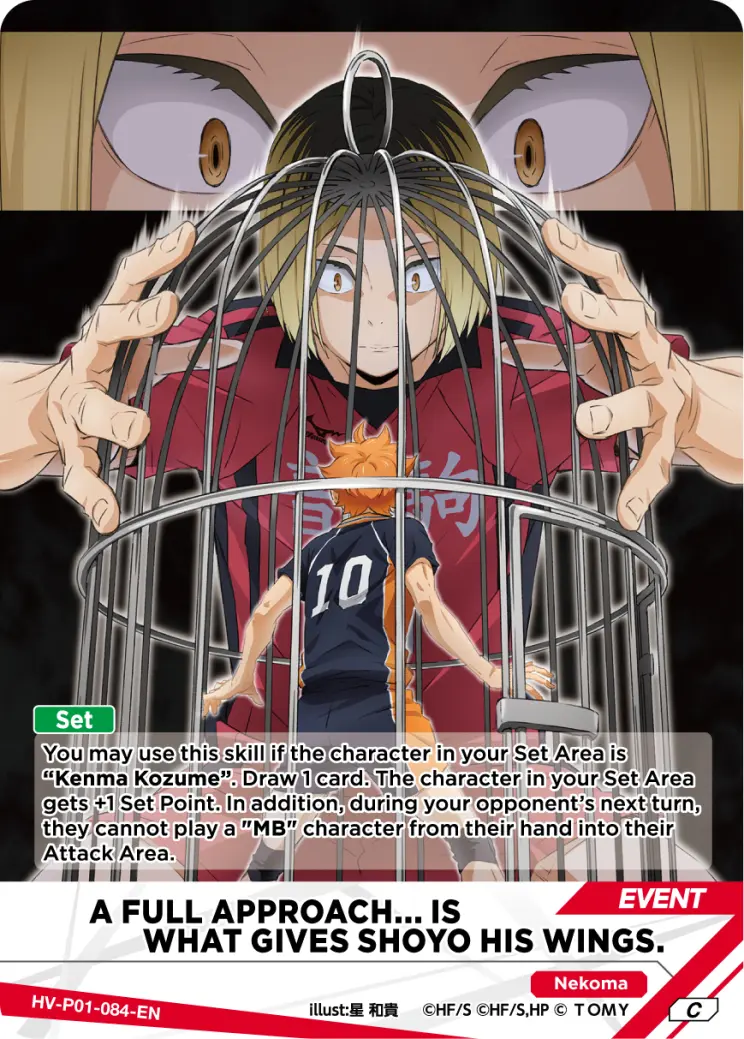 音駒
10
Set
You may use this skill if the character in your Set Area is
“Kenma Kozume”. Draw 1 card. The character in your Set Area
gets +1 Set Point. In addition, during your opponent’s next turn,
they cannot play a "MB" character from their hand into their
Attack Area.
EVENT
A FULL APPROACH... IS
WHAT GIVES SHOYO HIS WINGS.
Nekoma
HV-P01-084-EN
illust:星 和貴 ©HF/S ©HF/S,HP © TOMY
C